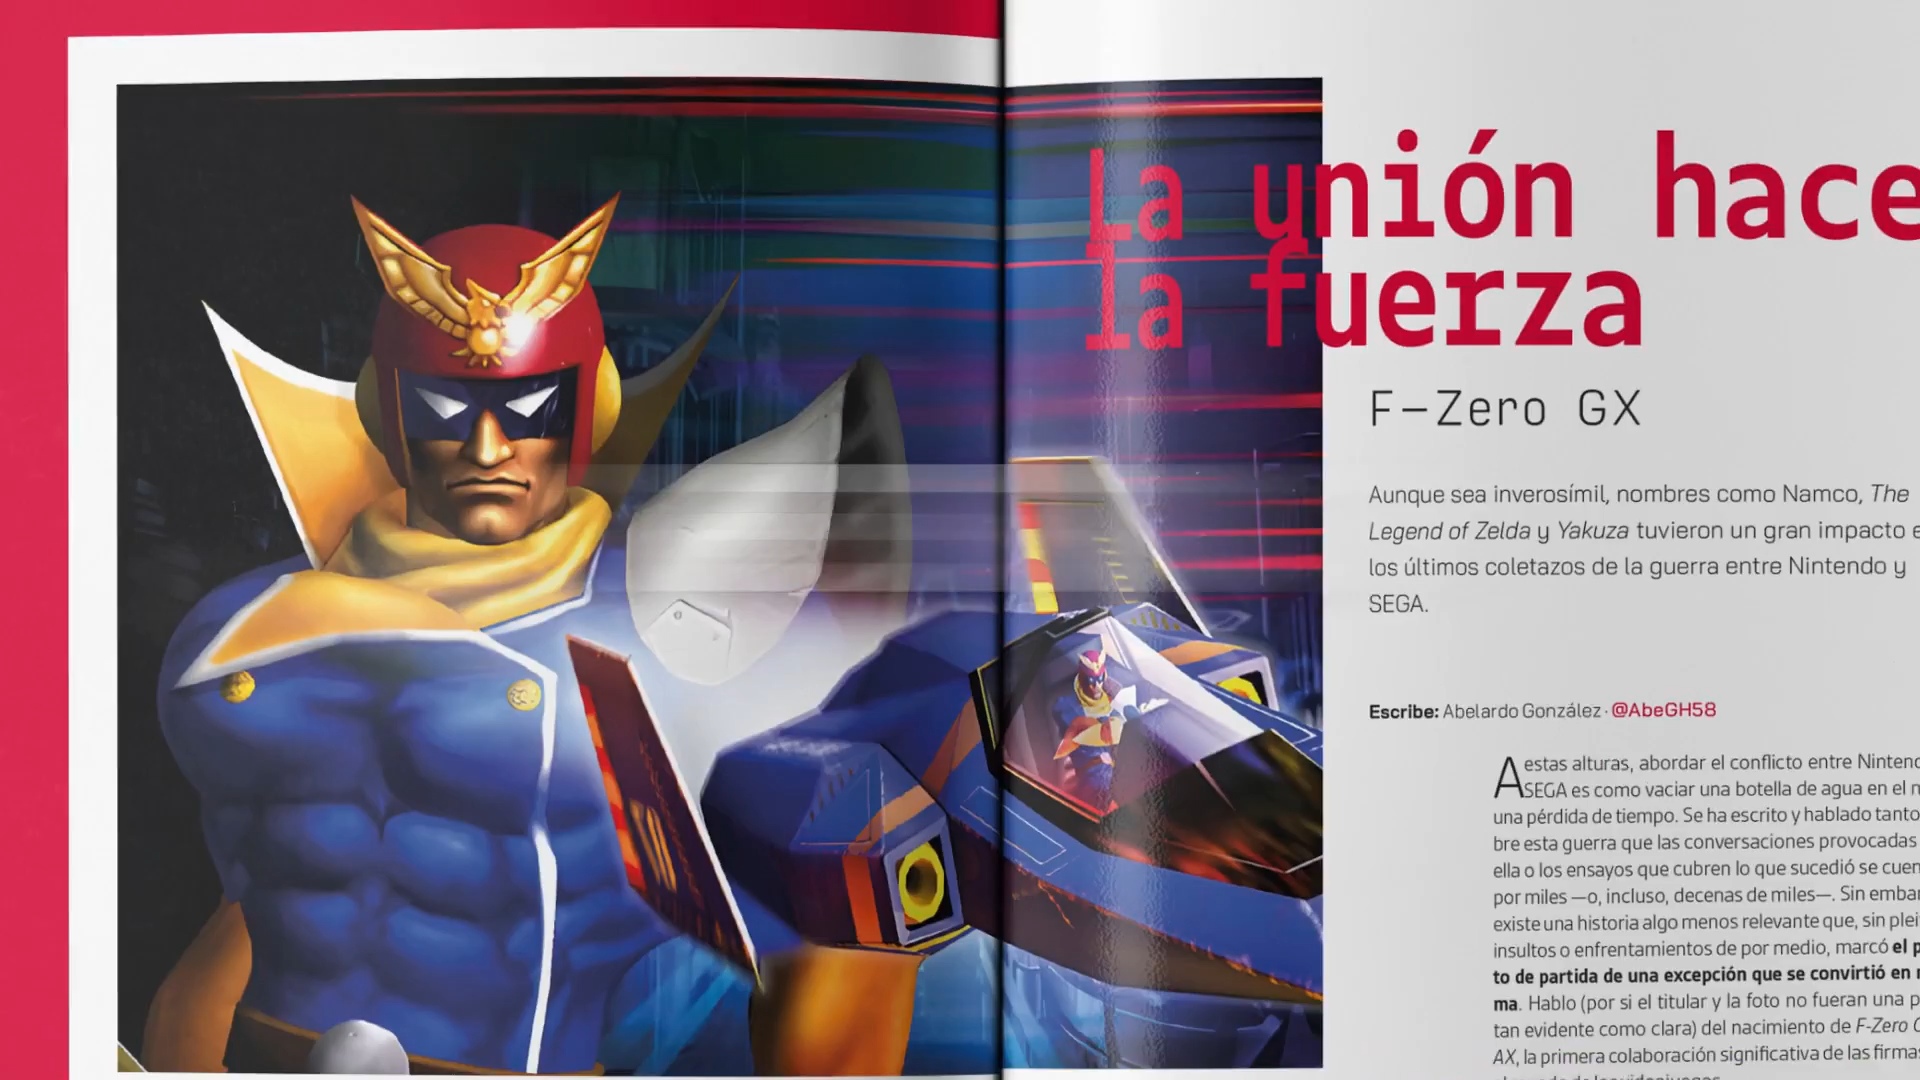 La unión hace
la fuerza
F-Zero GX
Aunque sea inverosímil, nombres como Namco, The
Legend of Zelda y Yakuza tuvieron un gran impacto
los últimos coletazos de la guerra entre Nintendo y
SEGA.
Escribe: Abelardo González · @AbeGH58
A estas alturas, abordar el conflicto entre
SEGA es como vaciar una botella de agua en el
una pérdida de tiempo. Se ha escrito y hablado tanto
bre esta guerra que las conversaciones provocadas
ella o los ensayos que cubren lo que sucedió se
por miles —o, incluso, decenas de miles—. Sin
existe una historia algo menos relevante que, sin
insultos o enfrentamientos de por medio, marcó el
to de partida de una excepción que se convirtió en
ma. Hablo (por si el titular y la foto no fueran una
tan evidente como clara) del nacimiento de F-Zero
AX, la primera colaboración significativa de las